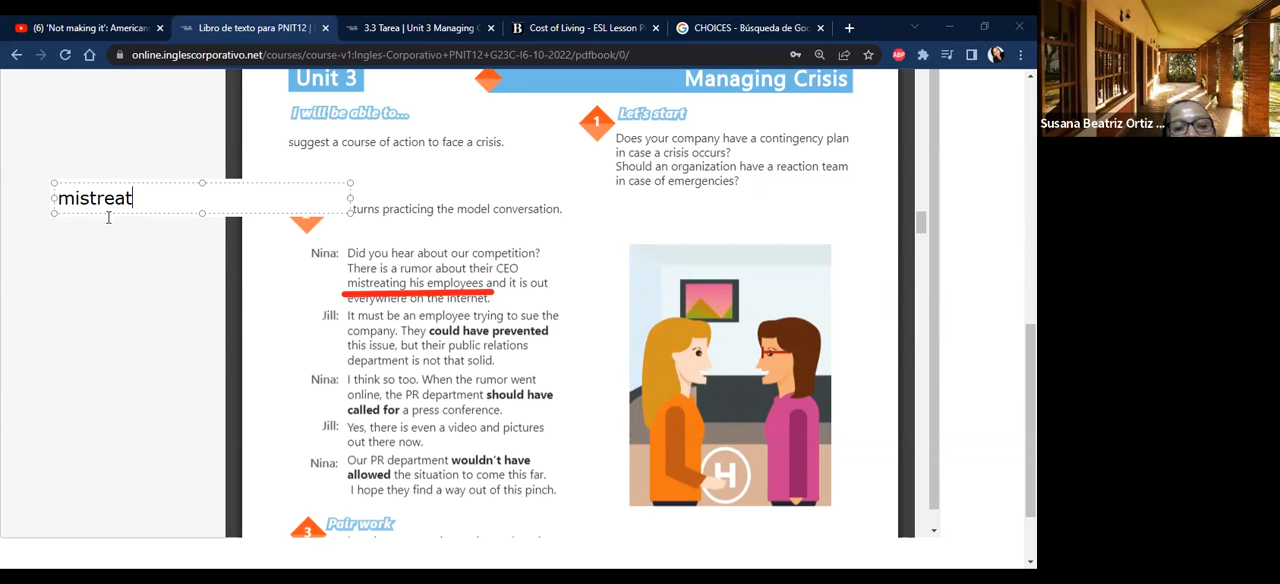 (6) 'Not making it': American
Libro de texto para PNIT12 |
3.3 Tarea | Unit 3 Managing C
Cost of Living - ESL Lesson P
CHOICES - Búsqueda de Goo
online.inglescorporativo.net/courses/course-v1:Ingles-Corporativo+PNIT12+G23C-I6-10-2022/pdfbook/0/
ABP
Susana Beatriz Ortiz ...
Unit 3
Managing Crisis
I will be able to...
suggest a course of action to face a crisis.
1
Let's start
Does your company have a contingency plan
in case a crisis occurs?
Should an organization have a reaction team
in case of emergencies?
mistreat
turns practicing the model conversation.
Nina: Did you hear about our competition?
There is a rumor about their CEO
mistreating his employees and it is out
everywhere on the internet.
Jill: It must be an employee trying to sue the
company. They could have prevented
this issue, but their public relations
department is not that solid.
Nina: I think so too. When the rumor went
online, the PR department should have
called for a press conference.
Jill: Yes, there is even a video and pictures
out there now.
Nina: Our PR department wouldn't have
allowed the situation to come this far.
I hope they find a way out of this pinch.
H
3
Pair work